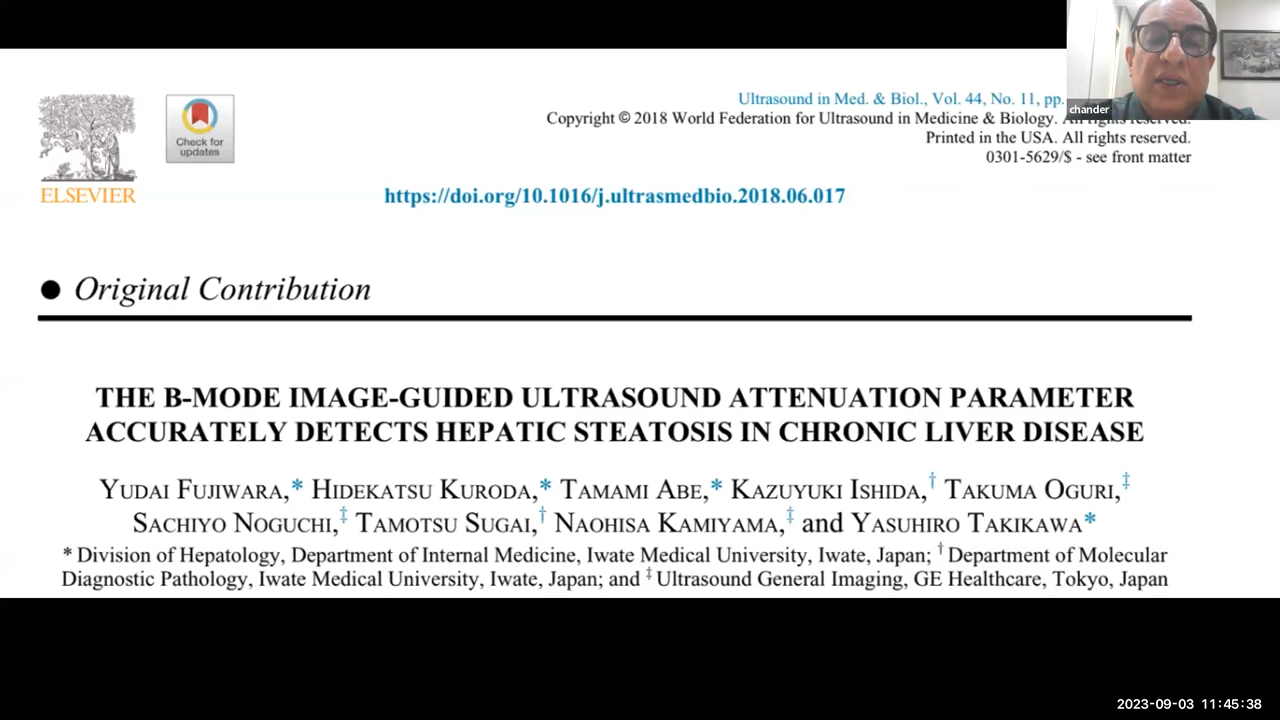 Ultrasound in Med. & Biol., Vol. 44, No. 11, pp.
chander
Copyright © 2018 World Federation for Ultrasound in Medicine & Biology. All rights reserved.
Printed in the USA. All rights reserved.
Check for
updates
0301-5629/$ - see front matter
ELSEVIER
https://doi.org/10.1016/j.ultrasmedbio.2018.06.017
● Original Contribution
THE B-MODE IMAGE-GUIDED ULTRASOUND ATTENUATION PARAMETER
ACCURATELY DETECTS HEPATIC STEATOSIS IN CHRONIC LIVER DISEASE
YUDAI FUJIWARA,* HIDEKATSU KURODA,* TAMAMI ABE,* KAZUYUKI ISHIDA,† TAKUMA OGURI,‡
SACHIYO NOGUCHI,‡ TAMOTSU SUGAI,† NAOHISA KAMIYAMA,‡ and YASUHIRO TAKIKAWA*
* Division of Hepatology, Department of Internal Medicine, Iwate Medical University, Iwate, Japan; † Department of Molecular
Diagnostic Pathology, Iwate Medical University, Iwate, Japan; and ‡ Ultrasound General Imaging, GE Healthcare, Tokyo, Japan
2023-09-03 11:45:38